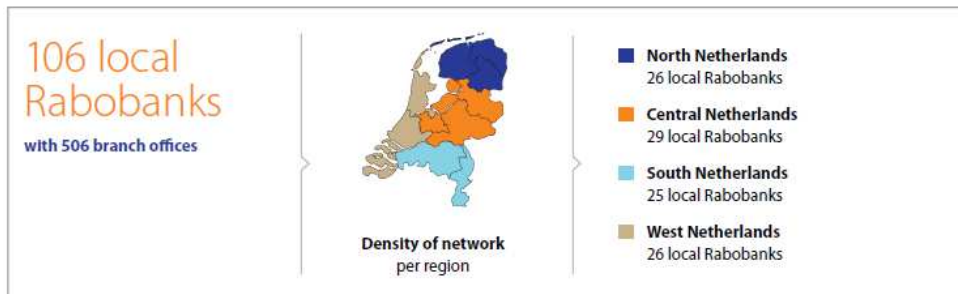 106 local
Rabobanks
with 506 branch offices
Density of network
per region
North Netherlands
26 local Rabobanks
Central Netherlands
29 local Rabobanks
South Netherlands
25 local Rabobanks
West Netherlands
26 local Rabobanks